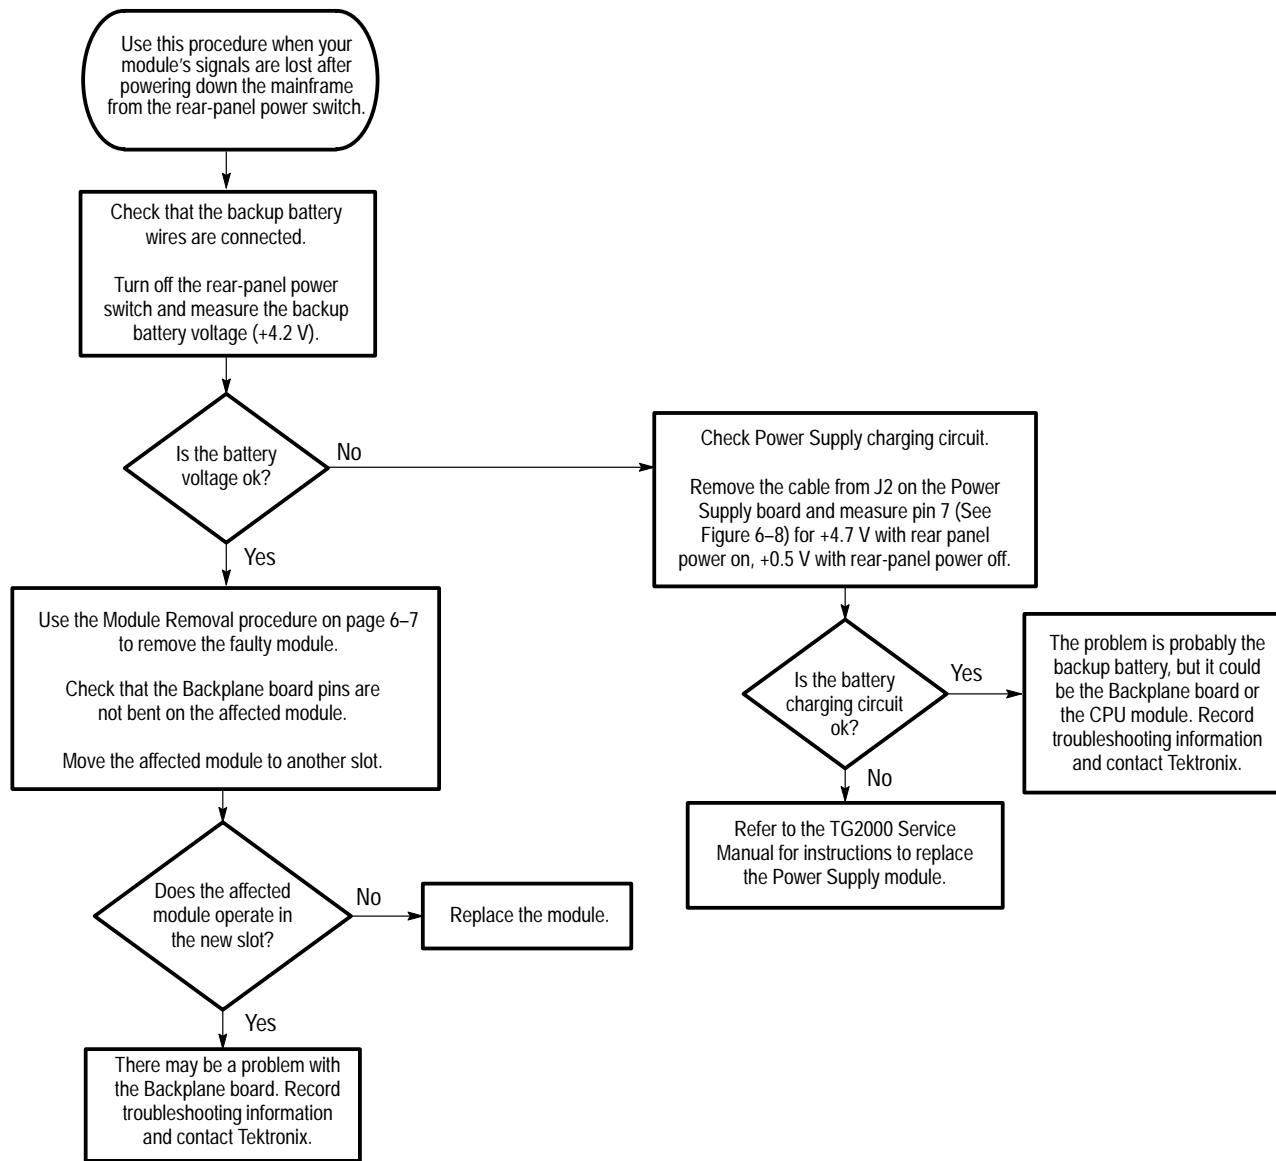 Use this procedure when your
module's signals are lost after
powering down the mainframe
from the rear-panel power switch.
Check that the backup battery
wires are connected.
Turn off the rear-panel power
switch and measure the backup
battery voltage (+4.2 V).
Is the battery
voltage ok?
No
Yes
Check Power Supply charging circuit.
Remove the cable from J2 on the Power
Supply board and measure pin 7 (See
Figure 6–8) for +4.7 V with rear panel
power on, +0.5 V with rear-panel power off.
Use the Module Removal procedure on page 6–7
to remove the faulty module.
Check that the Backplane board pins are
not bent on the affected module.
Move the affected module to another slot.
Is the battery
charging circuit
ok?
Yes
No
The problem is probably the
backup battery, but it could
be the Backplane board or
the CPU module. Record
troubleshooting information
and contact Tektronix.
Refer to the TG2000 Service
Manual for instructions to replace
the Power Supply module.
Does the affected
module operate in
the new slot?
No
Replace the module.
Yes
There may be a problem with
the Backplane board. Record
troubleshooting information
and contact Tektronix.